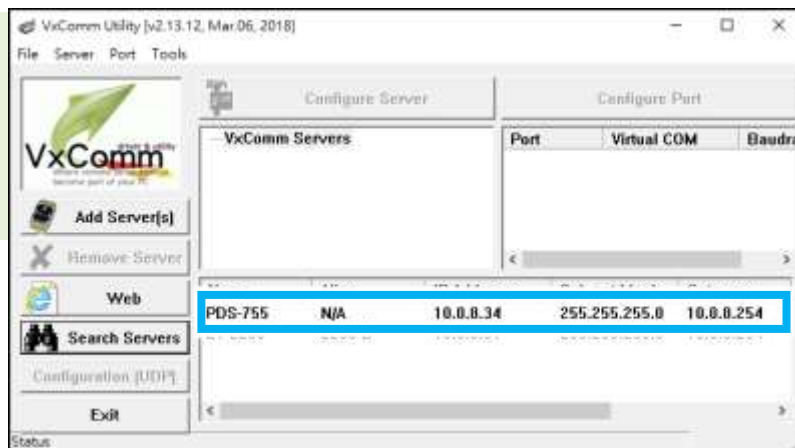 VxComm Utility [v2.13.12, Mar.06, 2018]
File Server Port Tools
Configure Server
Configure Port
VxComm
driver & utility
VxComm Servers
Port Virtual COM Baudra
Add Server(s)
Remove Server
Web
PDS-755 N/A 10.0.8.34 255.255.255.0 10.0.8.254
Search Servers
Configuration (UDP)
Exit
Status